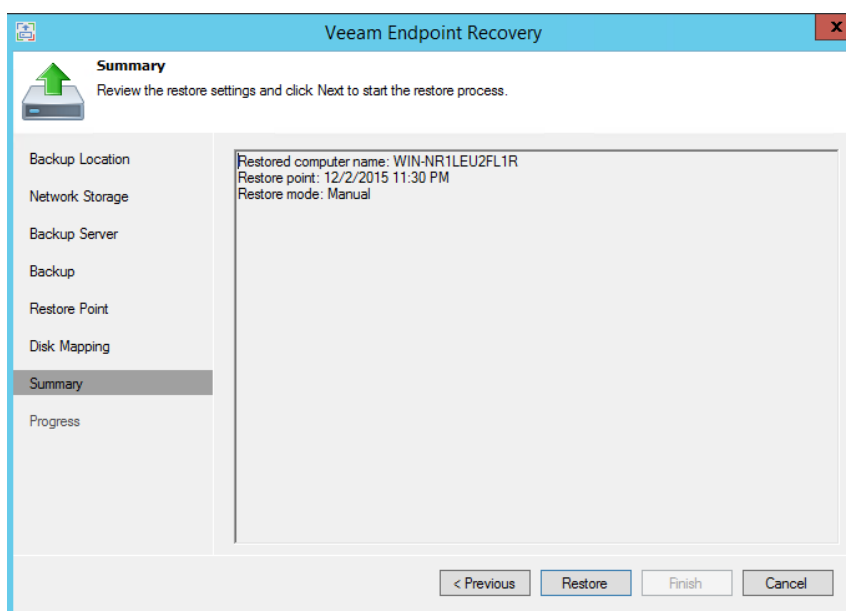 Veeam Endpoint Recovery
x
Summary
Review the restore settings and click Next to start the restore process.
Backup Location
Network Storage
Backup Server
Backup
Restore Point
Disk Mapping
Summary
Progress
Restored computer name: WIN-NR1LEU2FL1R
Restore point: 12/2/2015 11:30 PM
Restore mode: Manual
< Previous
Restore
Finish
Cancel